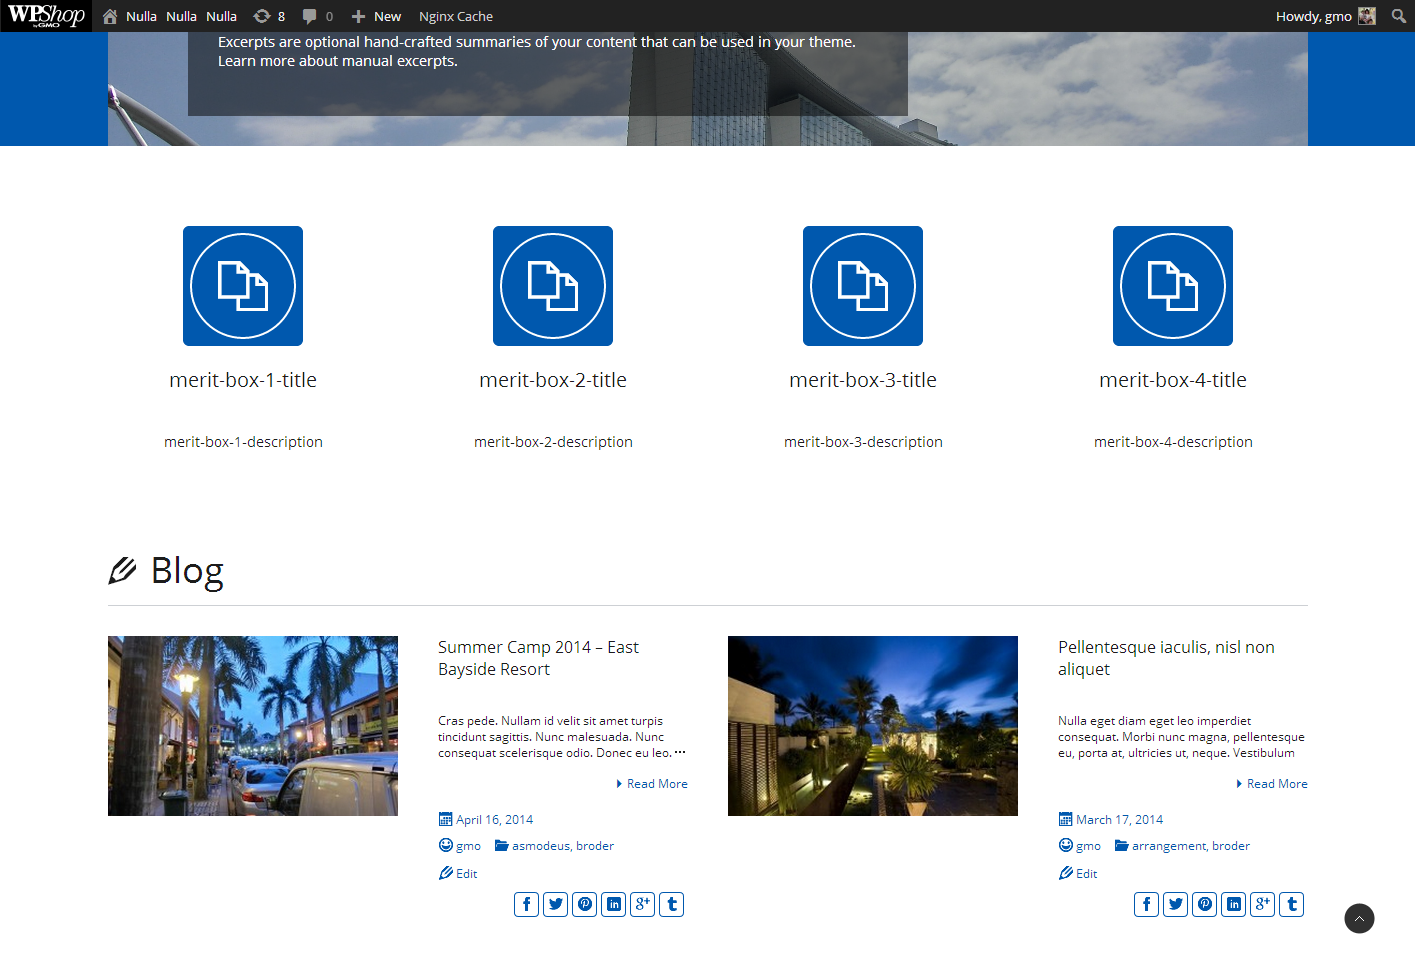 WPShop by GMO Nulla Nulla Nulla 8 0 New Nginx Cache Howdy, gmo
Excerpts are optional hand-crafted summaries of your content that can be used in your theme.
Learn more about manual excerpts.
merit-box-1-title
merit-box-2-title
merit-box-3-title
merit-box-4-title
merit-box-1-description
merit-box-2-description
merit-box-3-description
merit-box-4-description
Blog
Summer Camp 2014 – East
Bayside Resort
Cras pede. Nullam id velit sit amet turpis
tincidunt sagittis. Nunc malesuada. Nunc
consequat scelerisque odio. Donec eu leo. ...
Read More
April 16, 2014
gmo asmodeus, broder
Edit
Pellentesque iaculis, nisl non
aliquet
Nulla eget diam eget leo imperdiet
consequat. Morbi nunc magna, pellentesque
eu, porta at, ultricies ut, neque. Vestibulum
Read More
March 17, 2014
gmo arrangement, broder
Edit